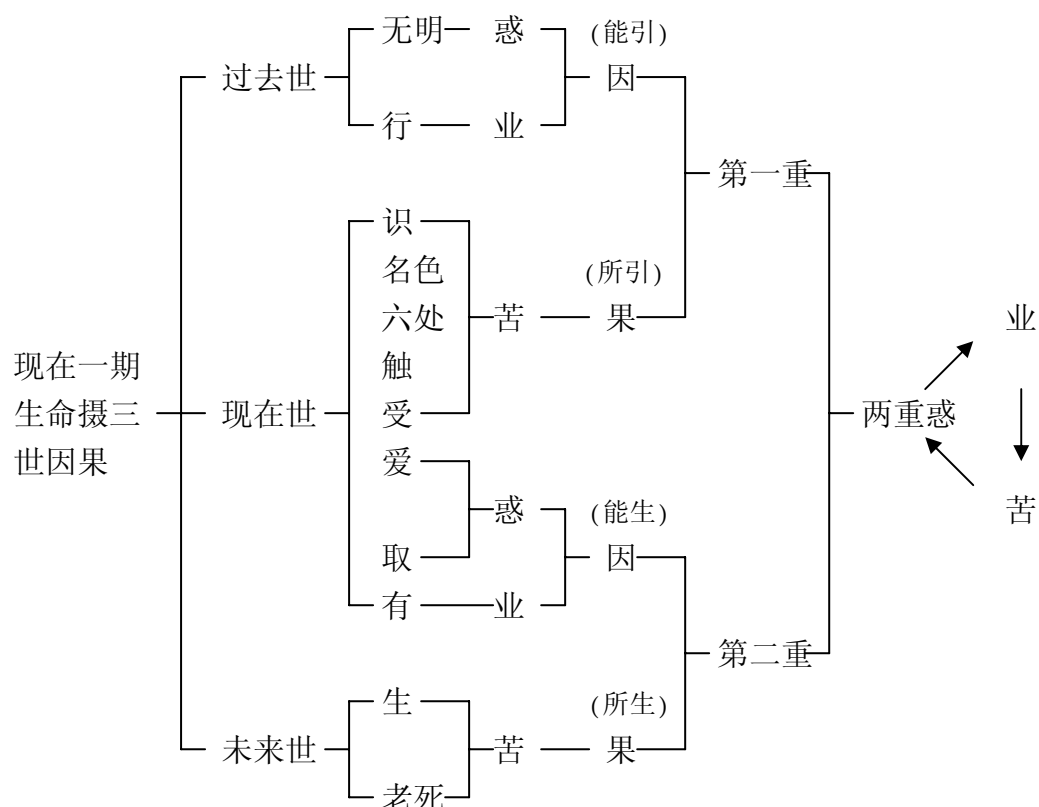 无明 惑 (能引)
过去世 因
行 业
第一重
识
名色 (所引)
六处 苦 果 业
现在一期 触
生命摄三 现在世 受 两重惑
世因果 爱
惑 (能生) 苦
取 因
有 业
第二重
生 (所生)
未来世 苦 果
老死